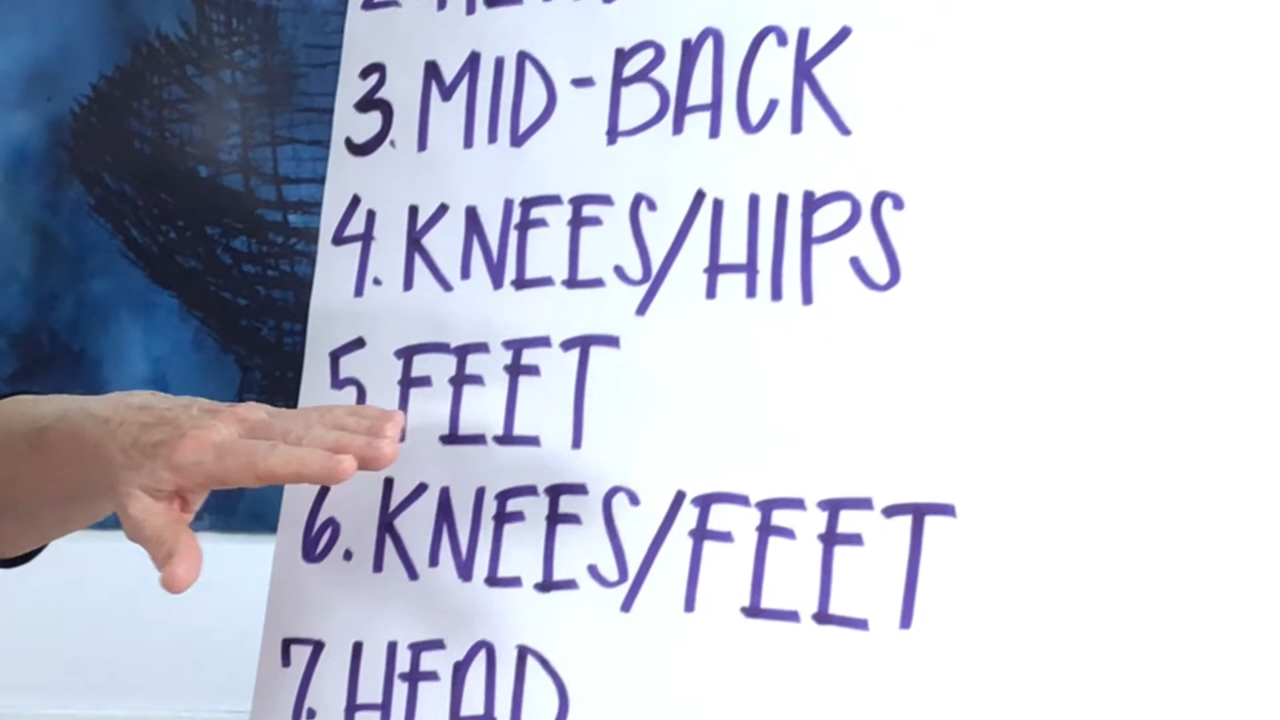 3. MID-BACK
4. KNEES/HIPS
5 FEET
6. KNEES/FEET
7. HEAD